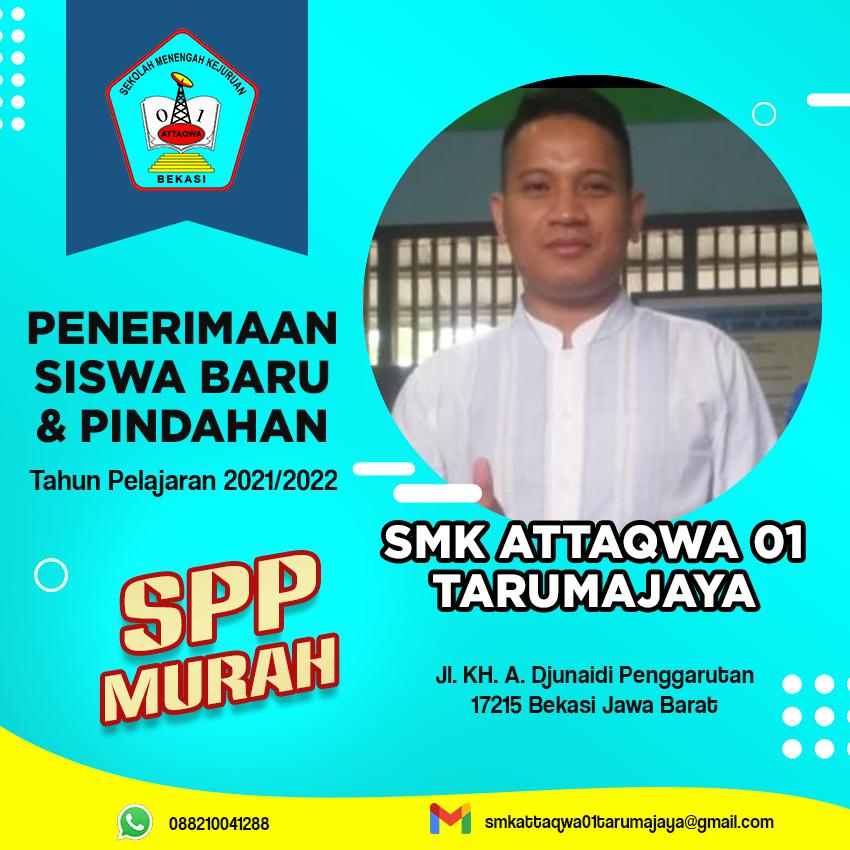 SEKOLAH MENENGAH KEJURUAN
0 1
ATTAQWA
BEKASI
PENERIMAAN
SISWA BARU
& PINDAHAN
Tahun Pelajaran 2021/2022
SPP
MURAH
SMK ATTAQWA 01
TARUMAJAYA
Jl. KH. A. Djunaidi Penggarutan
17215 Bekasi Jawa Barat
088210041288
smkattaqwa01tarumajaya@gmail.com